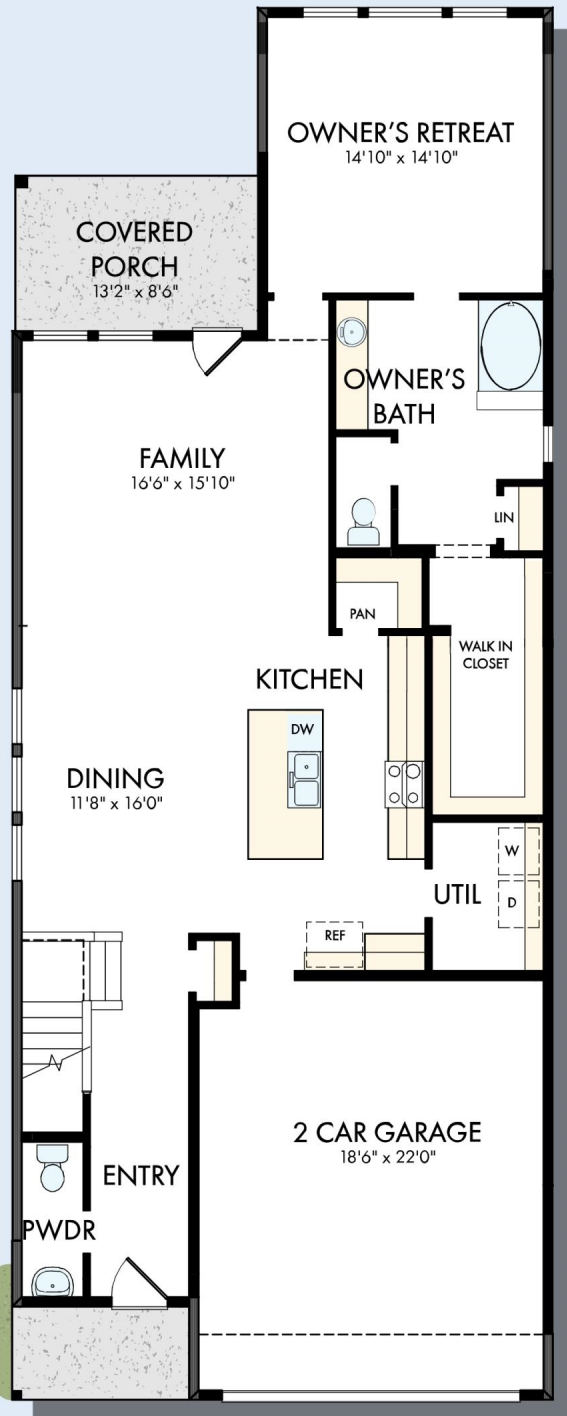 OWNER'S RETREAT
14'10" x 14'10"
COVERED
PORCH
13'2" x 8'6"
OWNER'S
BATH
FAMILY
16'6" x 15'10"
LIN
PAN
WALK IN
CLOSET
KITCHEN
DW
DINING
11'8" x 16'0"
W
UTIL
D
REF
2 CAR GARAGE
18'6" x 22'0"
ENTRY
PWDR